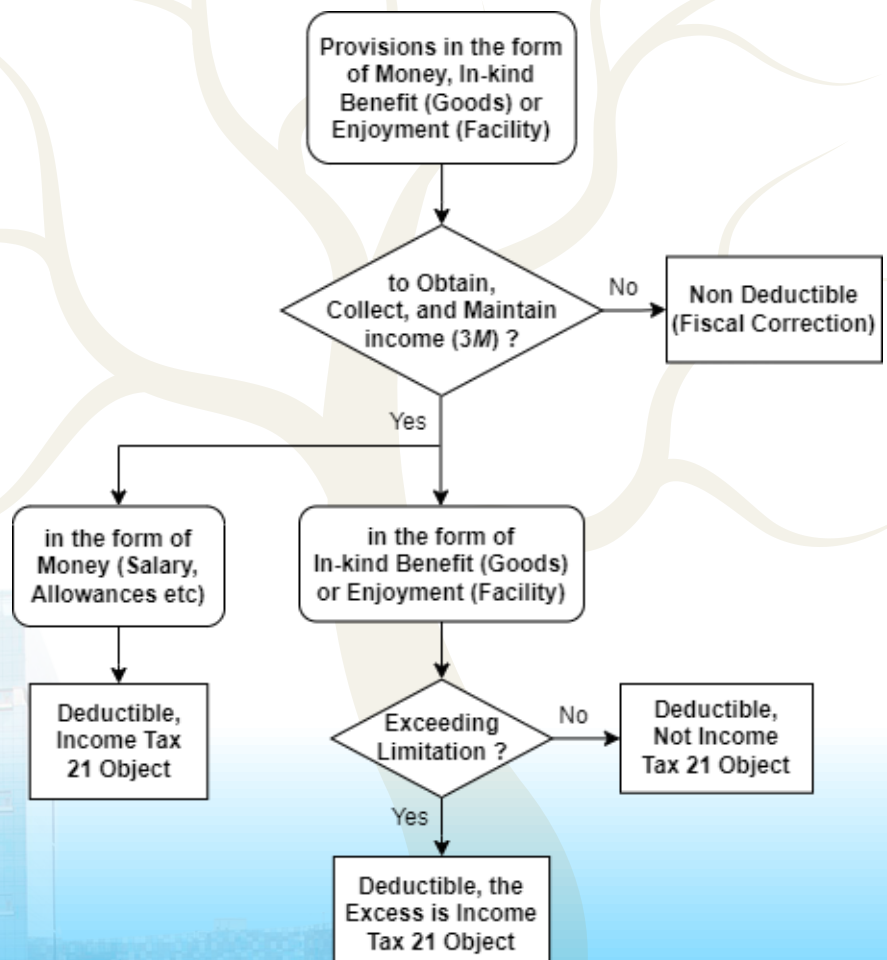 Provisions in the form
of Money, In-kind
Benefit (Goods) or
Enjoyment (Facility)
to Obtain,
Collect, and Maintain
income (3M) ?
No
Non Deductible
(Fiscal Correction)
Yes
in the form of
Money (Salary,
Allowances etc)
in the form of
In-kind Benefit (Goods)
or Enjoyment (Facility)
Deductible,
Income Tax
21 Object
Exceeding
Limitation ?
No
Deductible,
Not Income
Tax 21 Object
Yes
Deductible, the
Excess is Income
Tax 21 Object